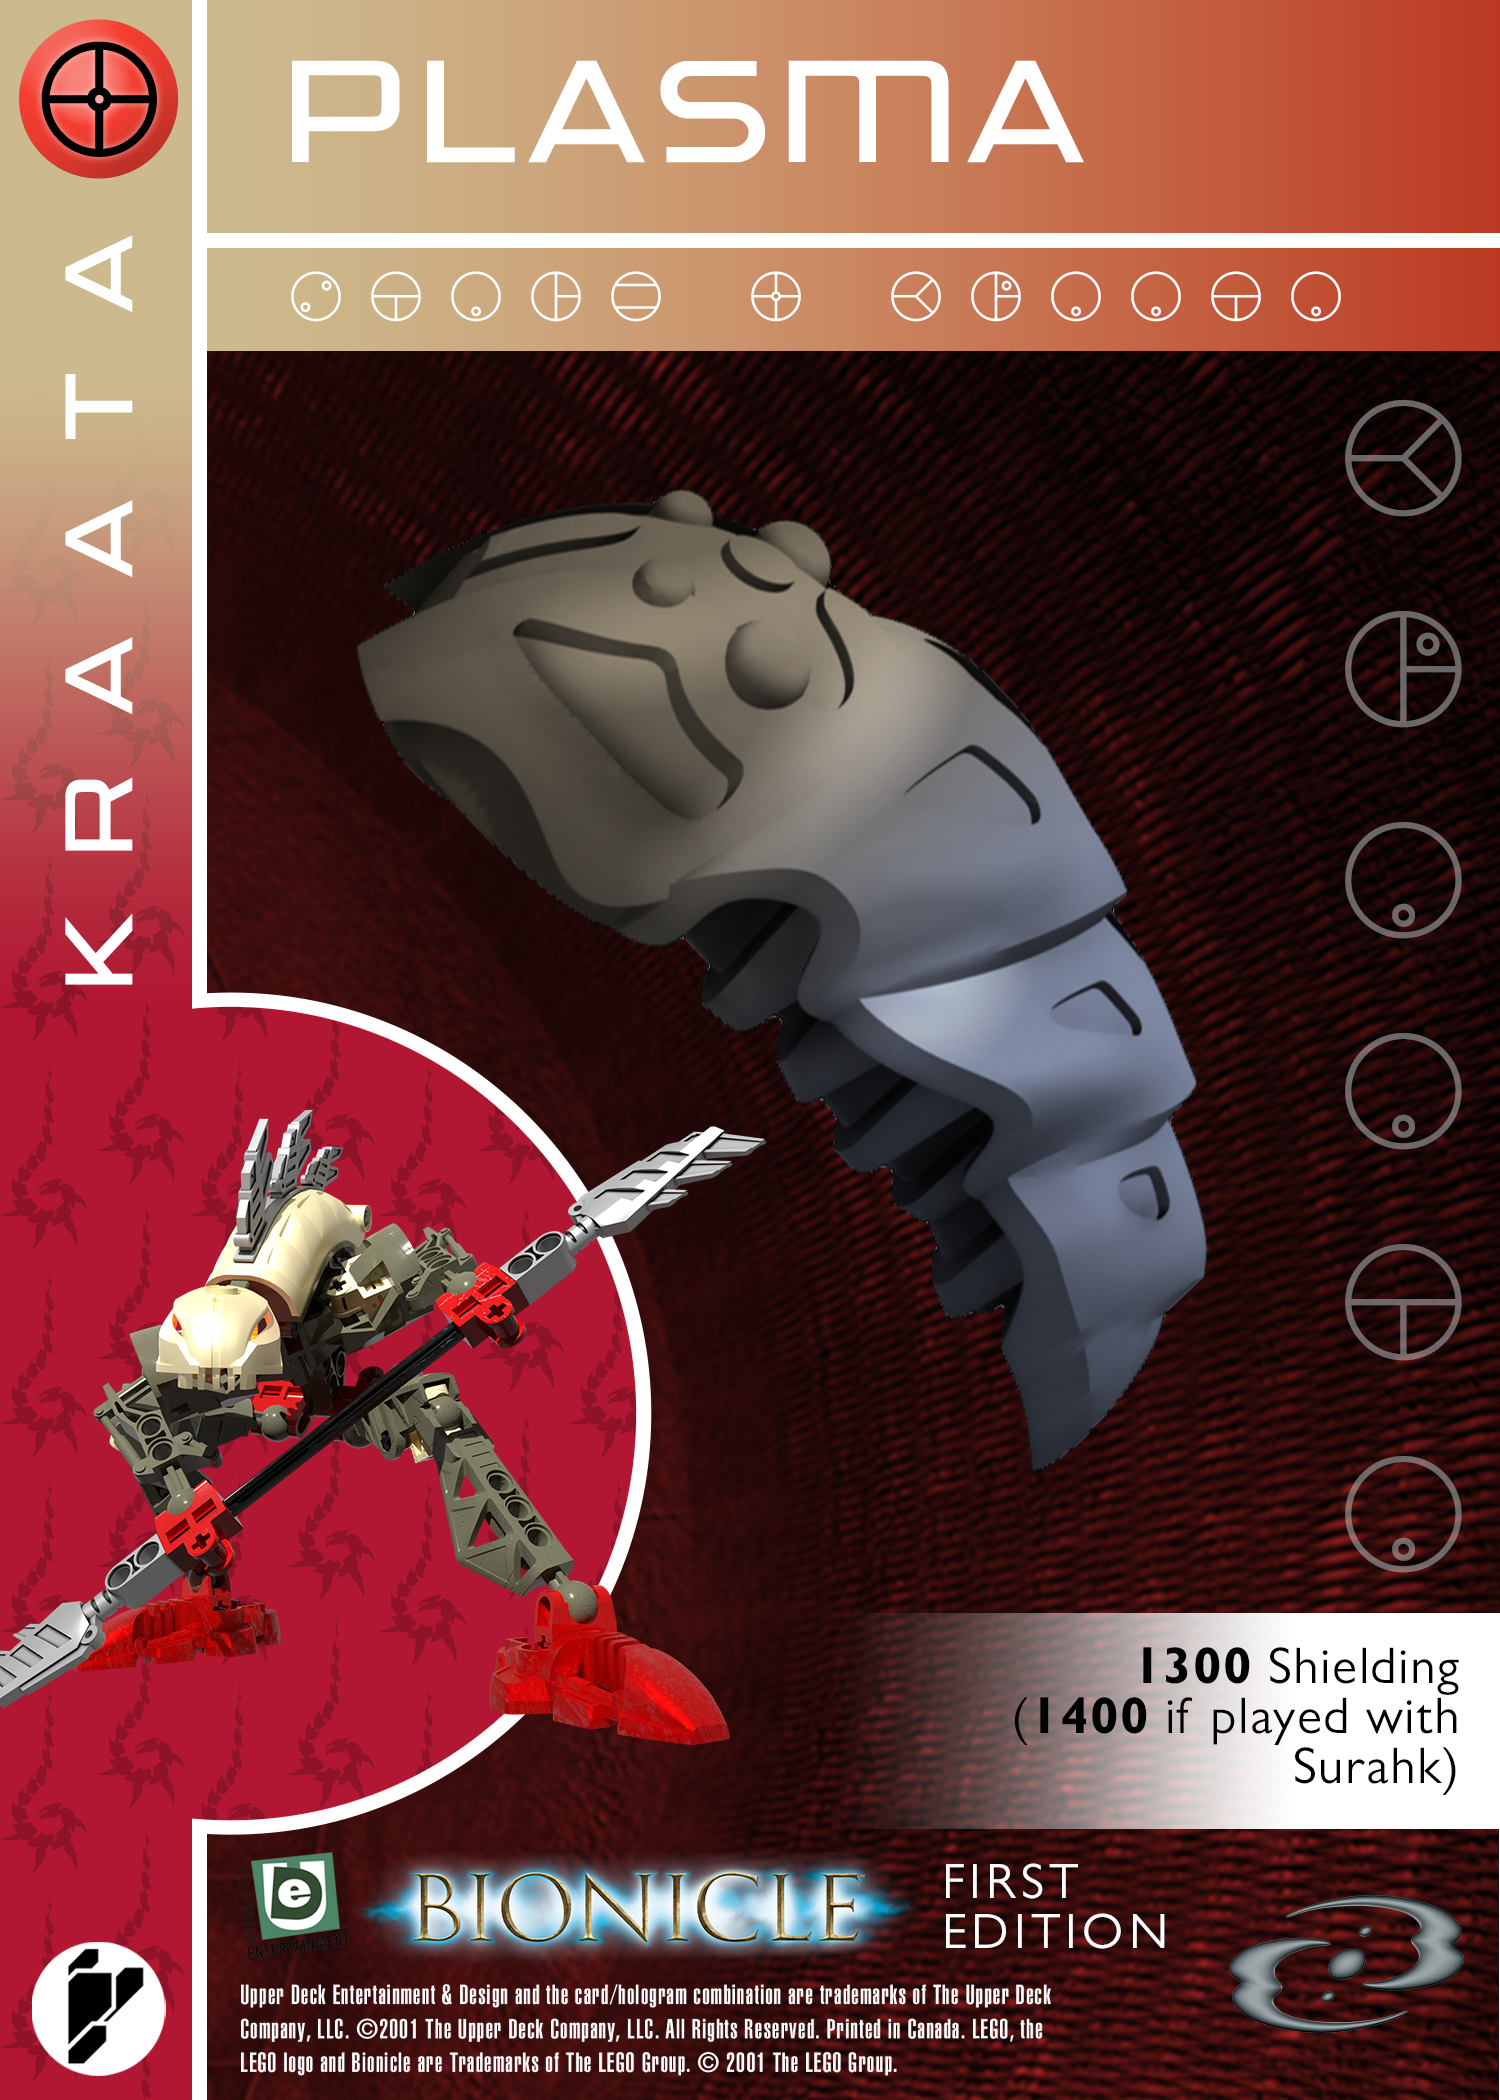 PLASMA
KRAATA
1300 Shielding
(1400 if played with
Surahk)
e
ENTERTAINMENT
BIONICLE
FIRST
EDITION
Upper Deck Entertainment & Design and the card/hologram combination are trademarks of The Upper Deck
Company, LLC. ©2001 The Upper Deck Company, LLC. All Rights Reserved. Printed in Canada. LEGO, the
LEGO logo and Bionicle are Trademarks of The LEGO Group. © 2001 The LEGO Group.